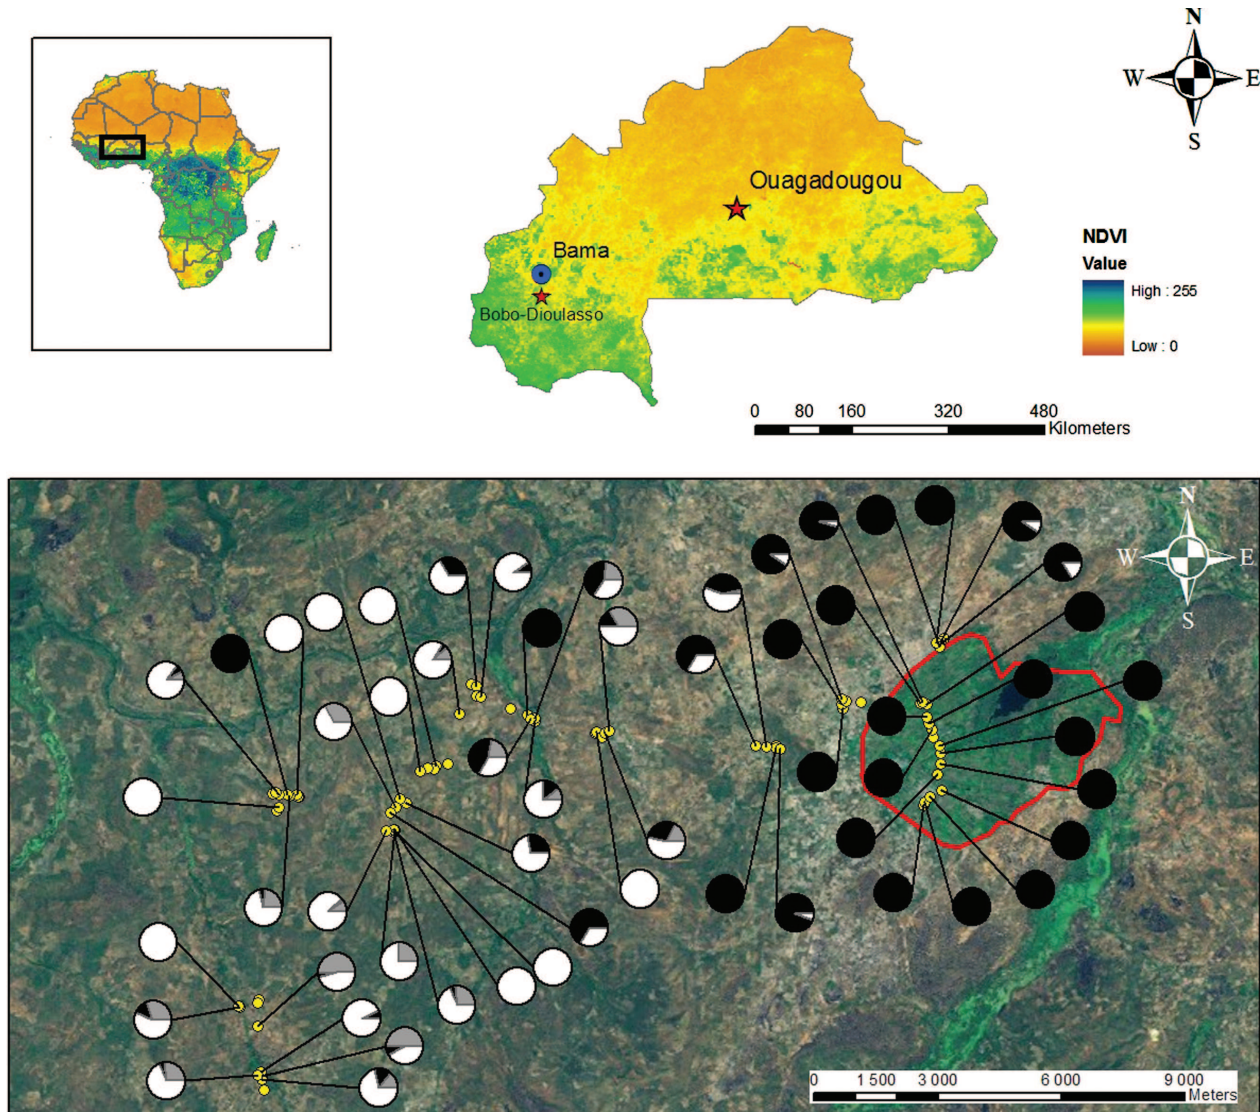 N
W E
S
Ouagadougou
Bama
Bobo-Dioulasso
NDVI
Value
High : 255
Low : 0
0 80 160 320 480
Kilometers
N
W E
S
0 1 500 3 000 6 000 9 000
Meters